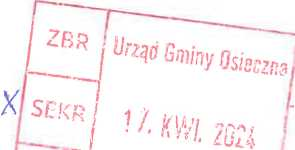 ZBR
Urząd Gminy Osieczna
X SEKR
17. KWI. 2024